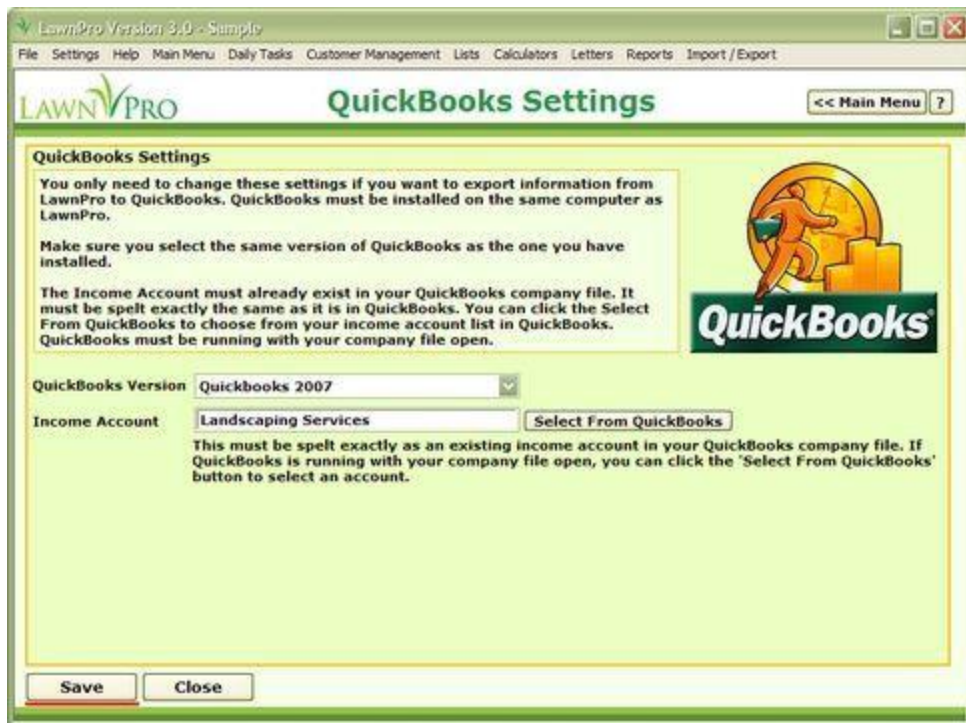 LawnPro Version 3.0 - Sample
File Settings Help Main Menu Daily Tasks Customer Management Lists Calculators Letters Reports Import / Export
LAWNPRO
QuickBooks Settings
<< Main Menu ?
QuickBooks Settings
You only need to change these settings if you want to export information from
LawnPro to QuickBooks. QuickBooks must be installed on the same computer as
LawnPro.
Make sure you select the same version of QuickBooks as the one you have
installed.
The Income Account must already exist in your QuickBooks company file. It
must be spelt exactly the same as it is in QuickBooks. You can click the Select
From QuickBooks to choose from your income account list in QuickBooks.
QuickBooks must be running with your company file open.
QuickBooks
QuickBooks Version Quickbooks 2007
Income Account Landscaping Services Select From QuickBooks
This must be spelt exactly as an existing income account in your QuickBooks company file. If
QuickBooks is running with your company file open, you can click the 'Select From QuickBooks'
button to select an account.
Save Close